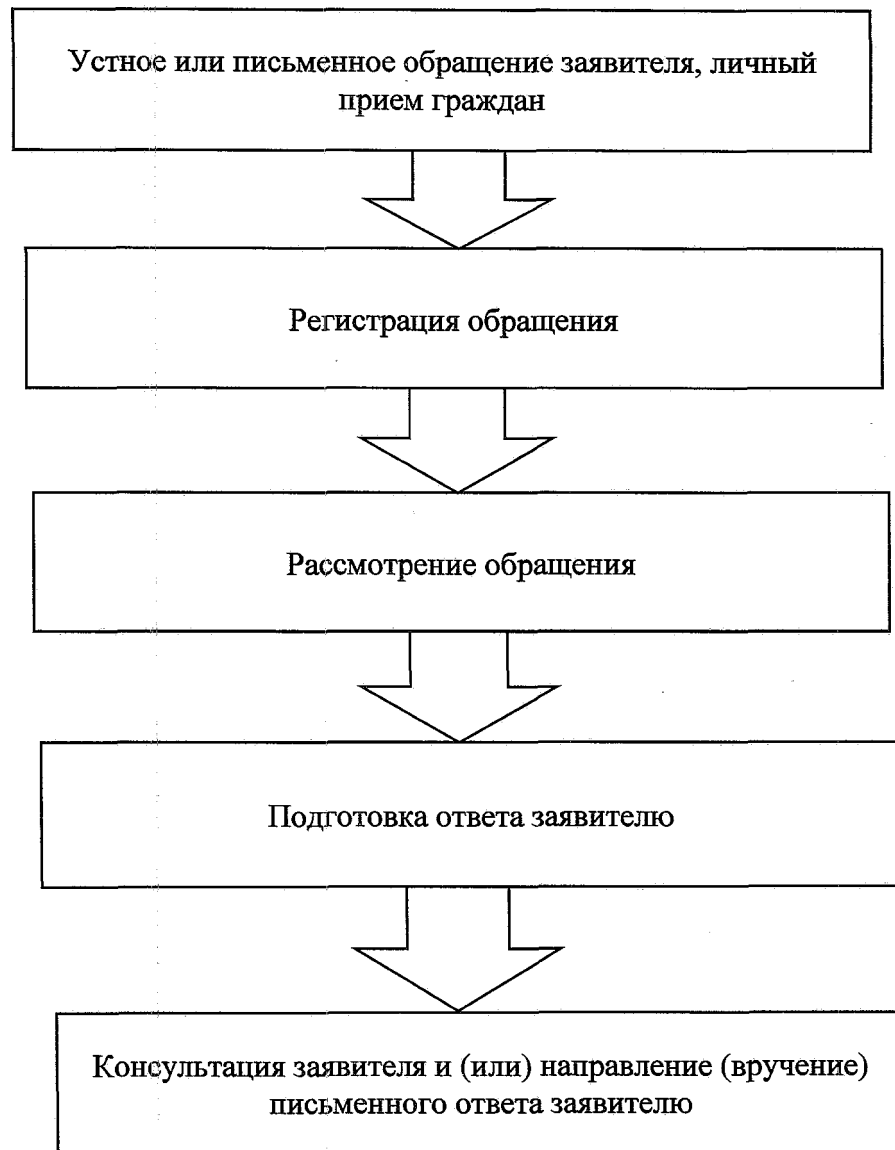 Устное или письменное обращение заявителя, личный
прием граждан
Регистрация обращения
Рассмотрение обращения
Подготовка ответа заявителю
Консультация заявителя и (или) направление (вручение)
письменного ответа заявителю